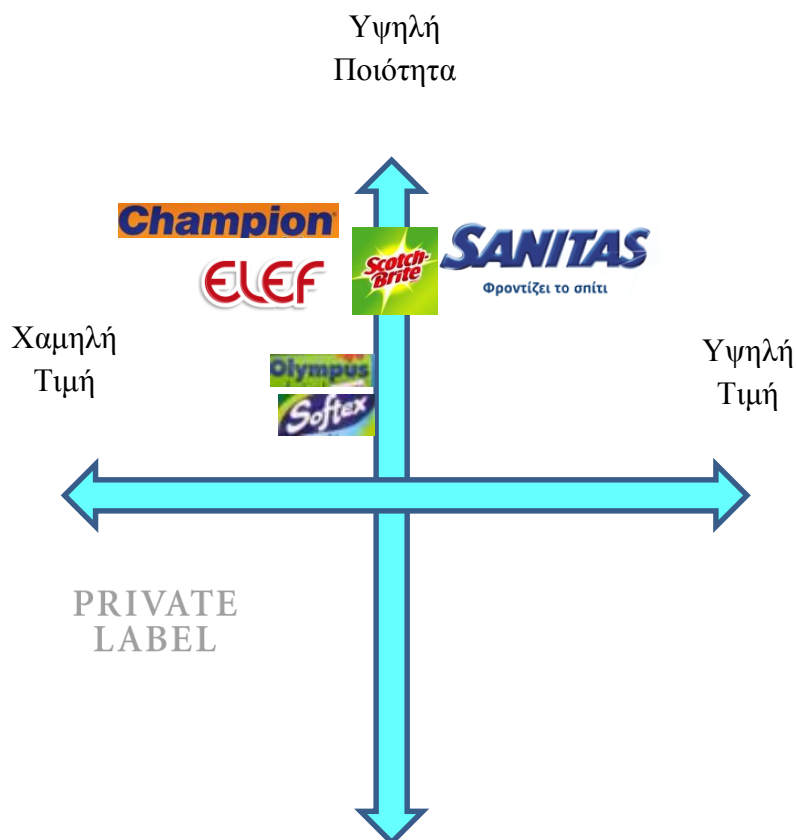 Υψηλή
Ποιότητα
Champion
SANITAS
Scotch-
Brite
ELEF
Φροντίζει το σπίτι
Χαμηλή
Τιμή
Υψηλή
Τιμή
Olympus
Softex
PRIVATE
LABEL